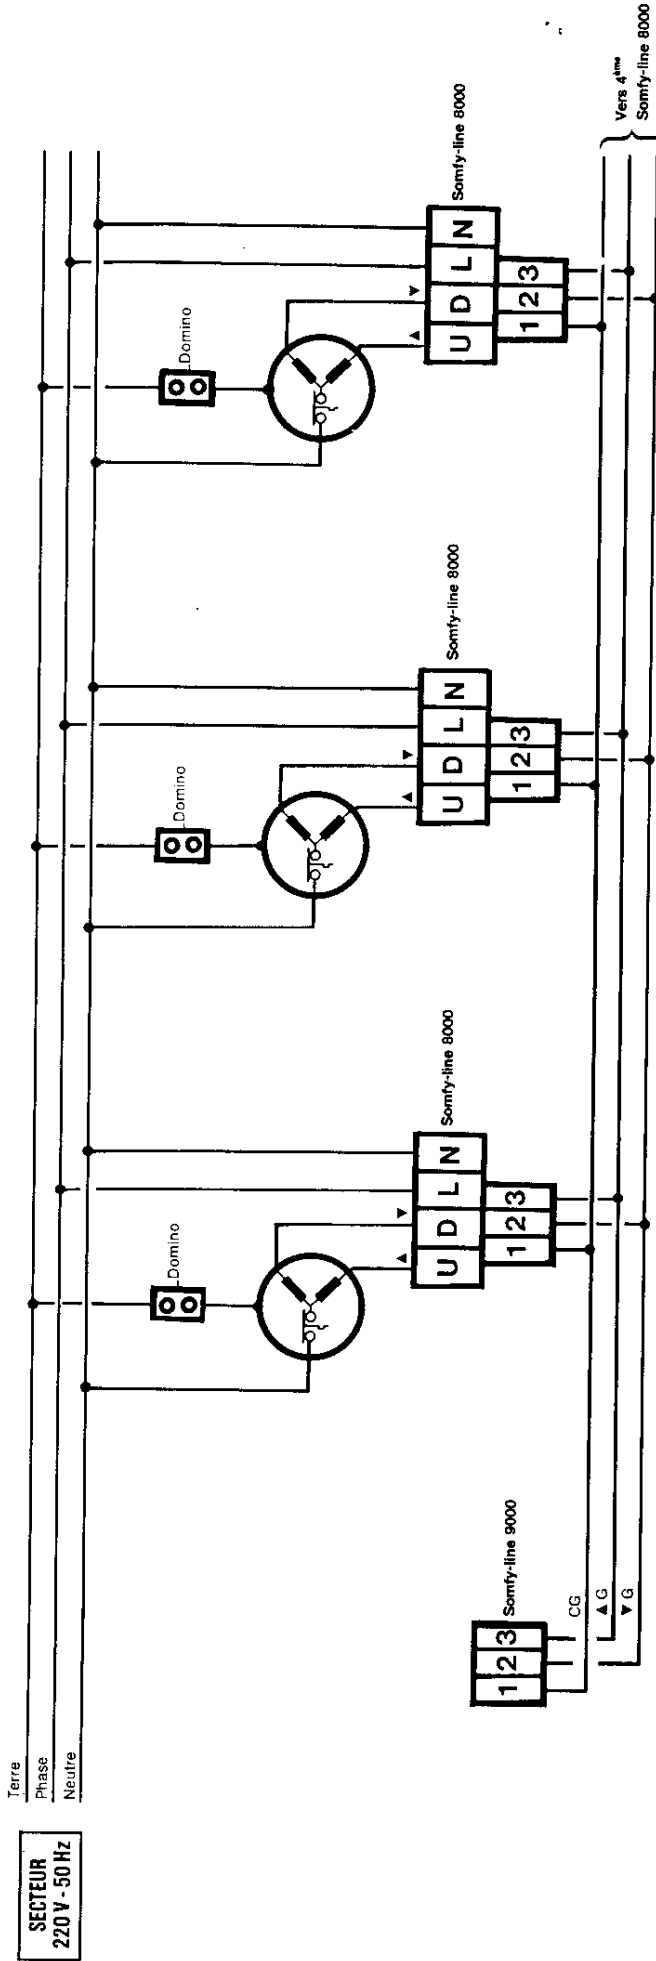 SECTEUR
220 V - 50 Hz
Terre
Phase
Neutre
Domino
U D L N
1 2 3
Somfy-line 8000
Domino
U D L N
1 2 3
Somfy-line 8000
Domino
U D L N
1 2 3
Somfy-line 8000
1 2 3
Somfy-line 9000
CG
▲ G
▼ G
Vers 4ème
Somfy-line 8000